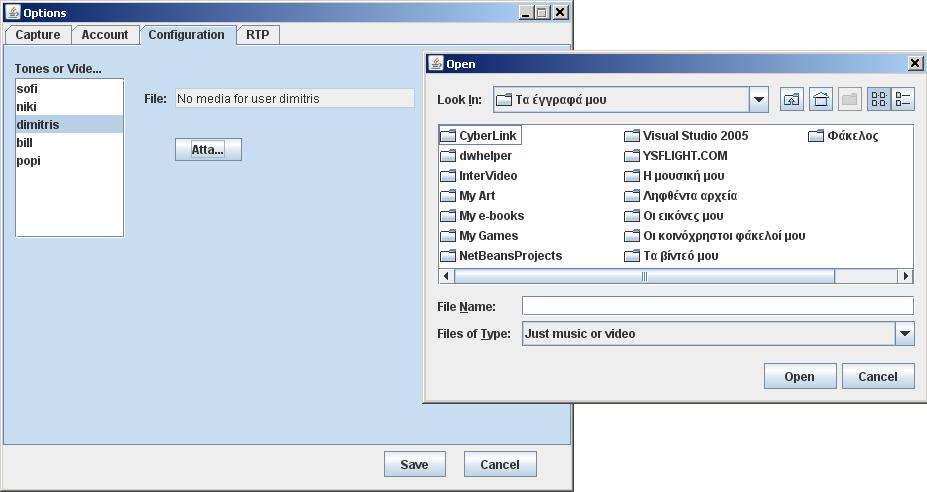 Options
Capture Account Configuration RTP
Tones or Vide...
sofi
niki
dimitris
bill
popi
File: No media for user dimitris
Atta...
Save Cancel
Open
Look In: Τα έγγραφά μου
CyberLink
dwhelper
InterVideo
My Art
My e-books
My Games
NetBeansProjects
Visual Studio 2005
YSFLIGHT.COM
Η μουσική μου
Ληφθέντα αρχεία
Οι εικόνες μου
Οι κοινόχρηστοι φάκελοί μου
Τα βίντεό μου
Φάκελος
File Name:
Files of Type: Just music or video
Open Cancel